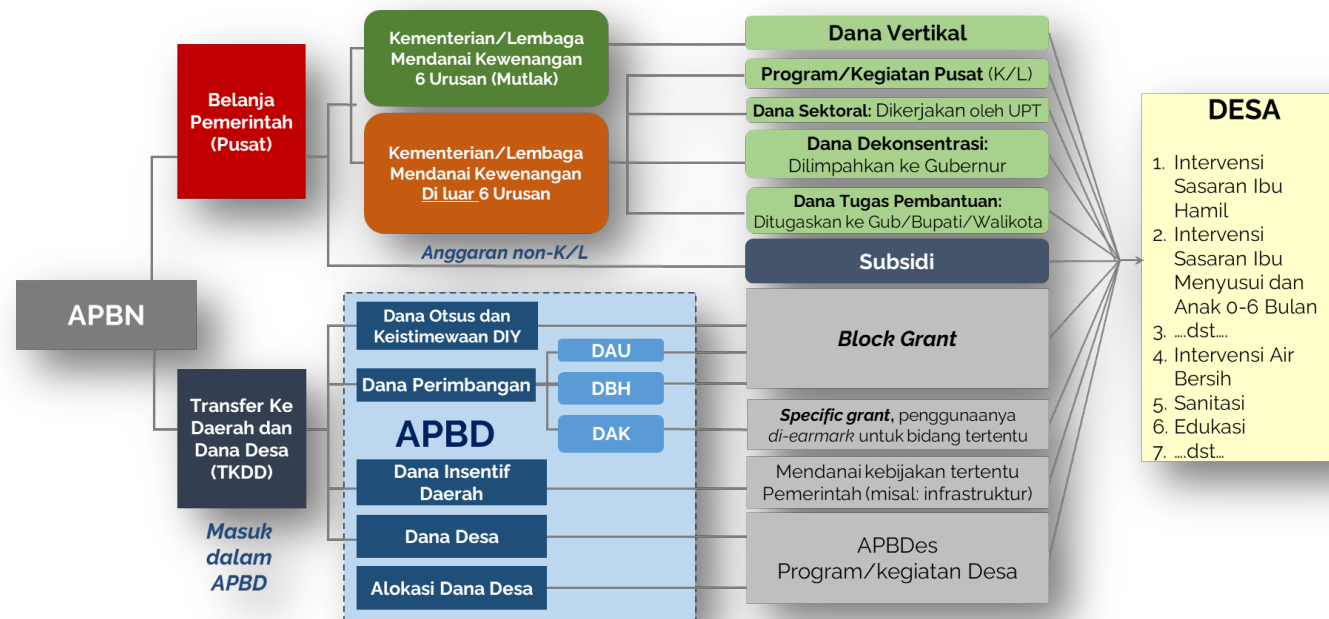 APBN
Belanja
Pemerintah
(Pusat)
Transfer Ke
Daerah dan
Dana Desa
(TKDD)
Masuk
dalam
APBD
Kementerian/Lembaga
Mendanai Kewenangan
6 Urusan (Mutlak)
Kementerian/Lembaga
Mendanai Kewenangan
Di luar 6 Urusan
Anggaran non-K/L
Dana Otsus dan
Keistimewaan DIY
Dana Perimbangan
DAU
DBH
DAK
APBD
Dana Insentif
Daerah
Dana Desa
Alokasi Dana Desa
Dana Vertikal
Program/Kegiatan Pusat (K/L)
Dana Sektoral: Dikerjakan oleh UPT
Dana Dekonsentrasi:
Dilimpahkan ke Gubernur
Dana Tugas Pembantuan:
Ditugaskan ke Gub/Bupati/Walikota
Subsidi
Block Grant
Specific grant, penggunaanya
di-earmark untuk bidang tertentu
Mendanai kebijakan tertentu
Pemerintah (misal: infrastruktur)
APBDes
Program/kegiatan Desa
DESA
1. Intervensi
Sasaran Ibu
Hamil
2. Intervensi
Sasaran Ibu
Menyusui dan
Anak 0-6 Bulan
3. ….dst….
4. Intervensi Air
Bersih
5. Sanitasi
6. Edukasi
7. ….dst…